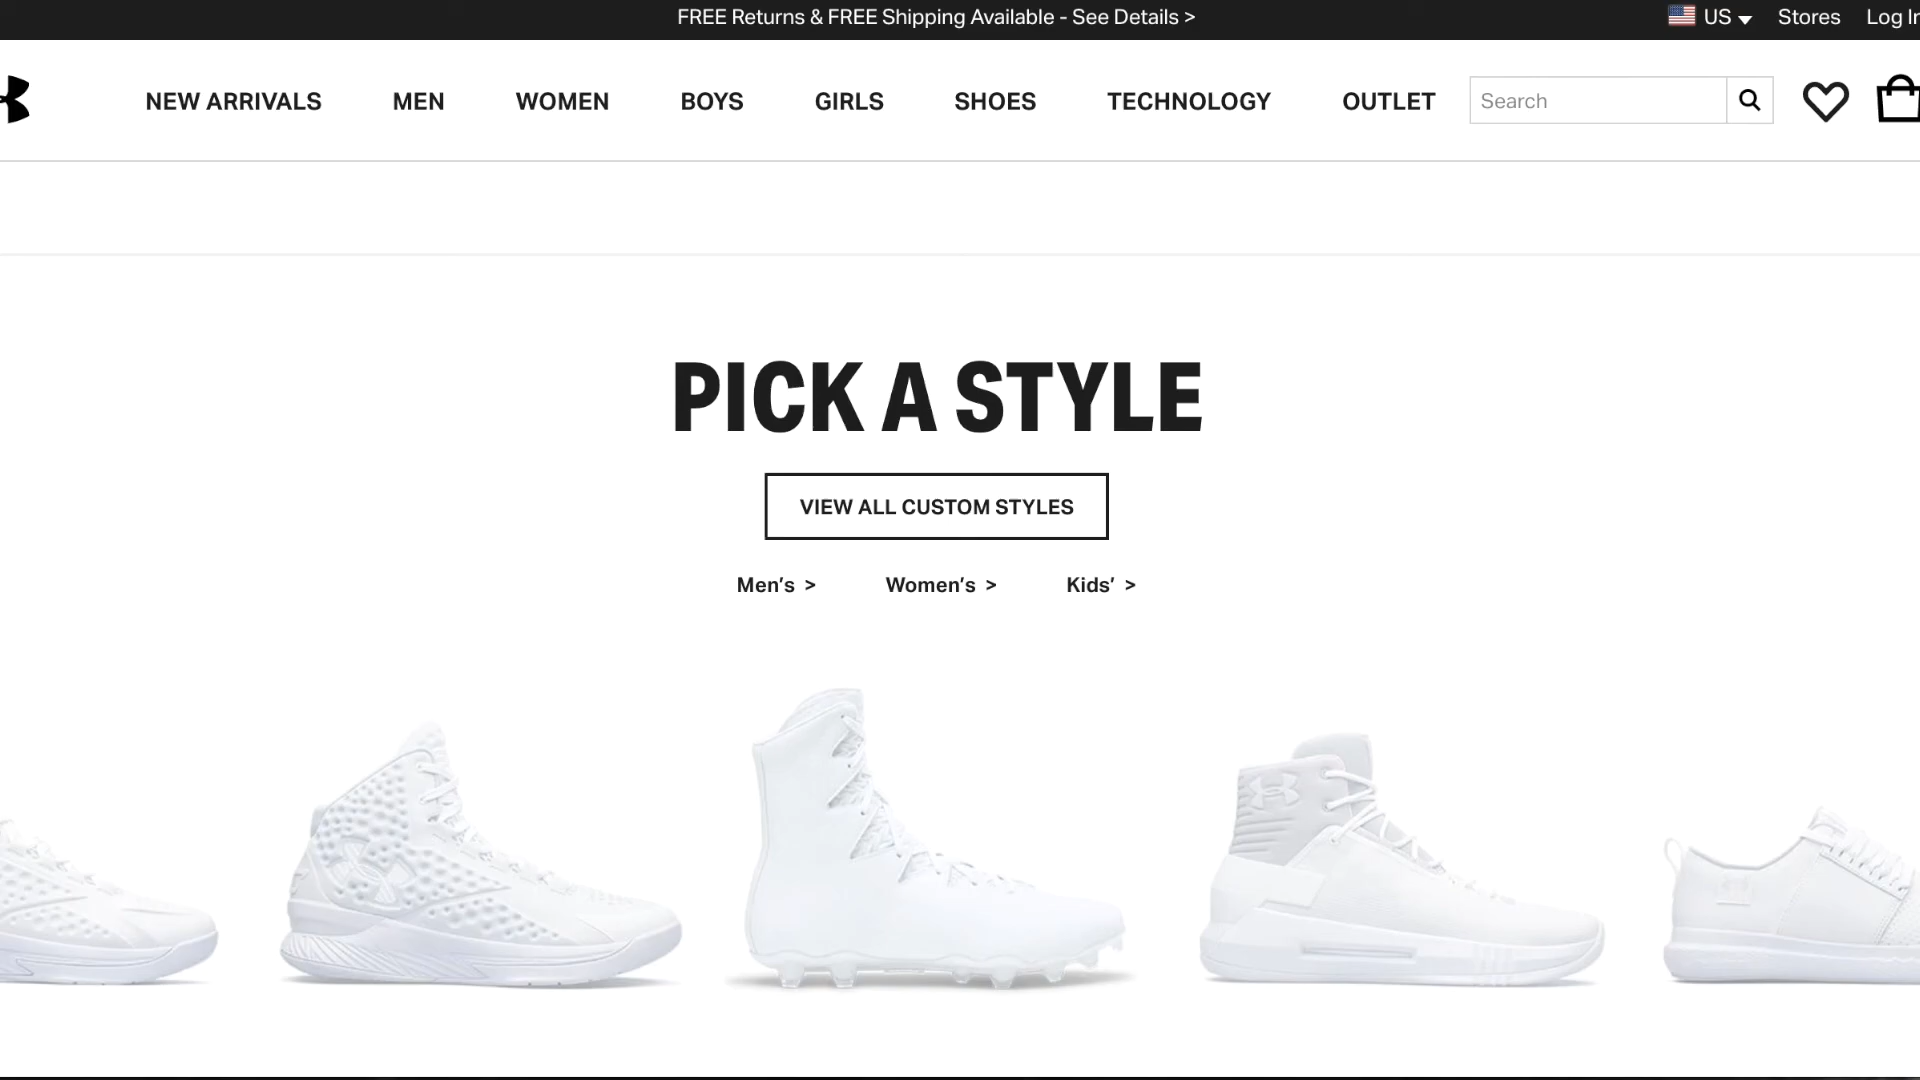 FREE Returns & FREE Shipping Available - See Details >
US
Stores
NEW ARRIVALS
MEN
WOMEN
BOYS
GIRLS
SHOES
TECHNOLOGY
OUTLET
Search
PICK A STYLE
VIEW ALL CUSTOM STYLES
Men's >
Women's >
Kids' >